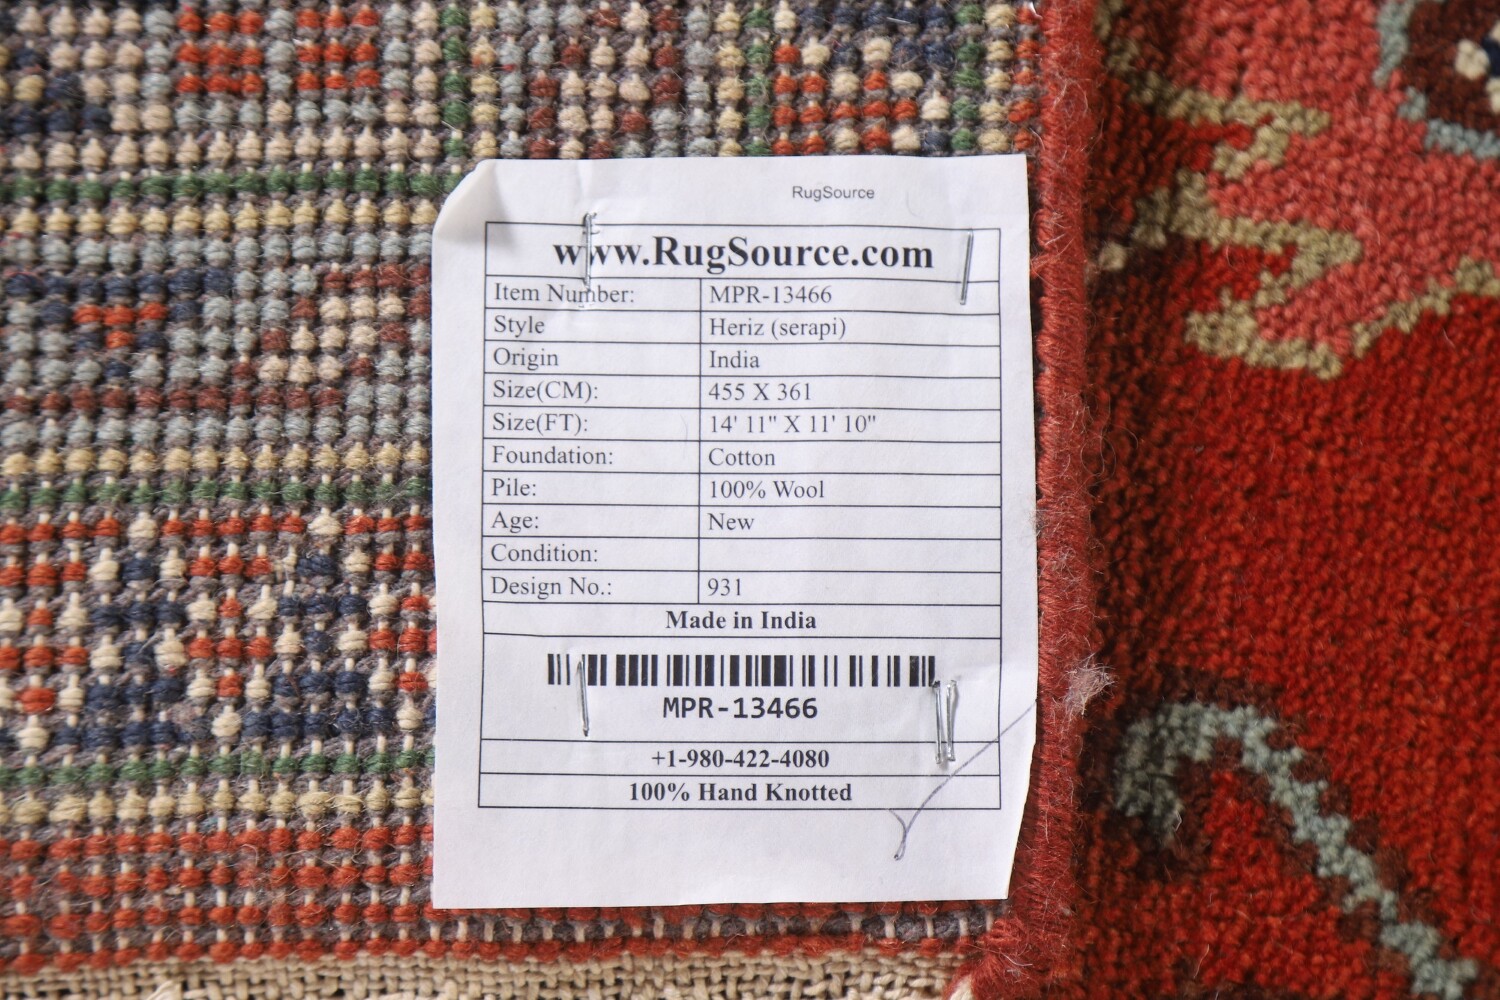 RugSource
www.RugSource.com
Item Number: MPR-13466
Style Heriz (serapi)
Origin India
Size(CM): 455 X 361
Size(FT): 14' 11" X 11' 10"
Foundation: Cotton
Pile: 100% Wool
Age: New
Condition:
Design No.: 931
Made in India
MPR-13466
+1-980-422-4080
100% Hand Knotted